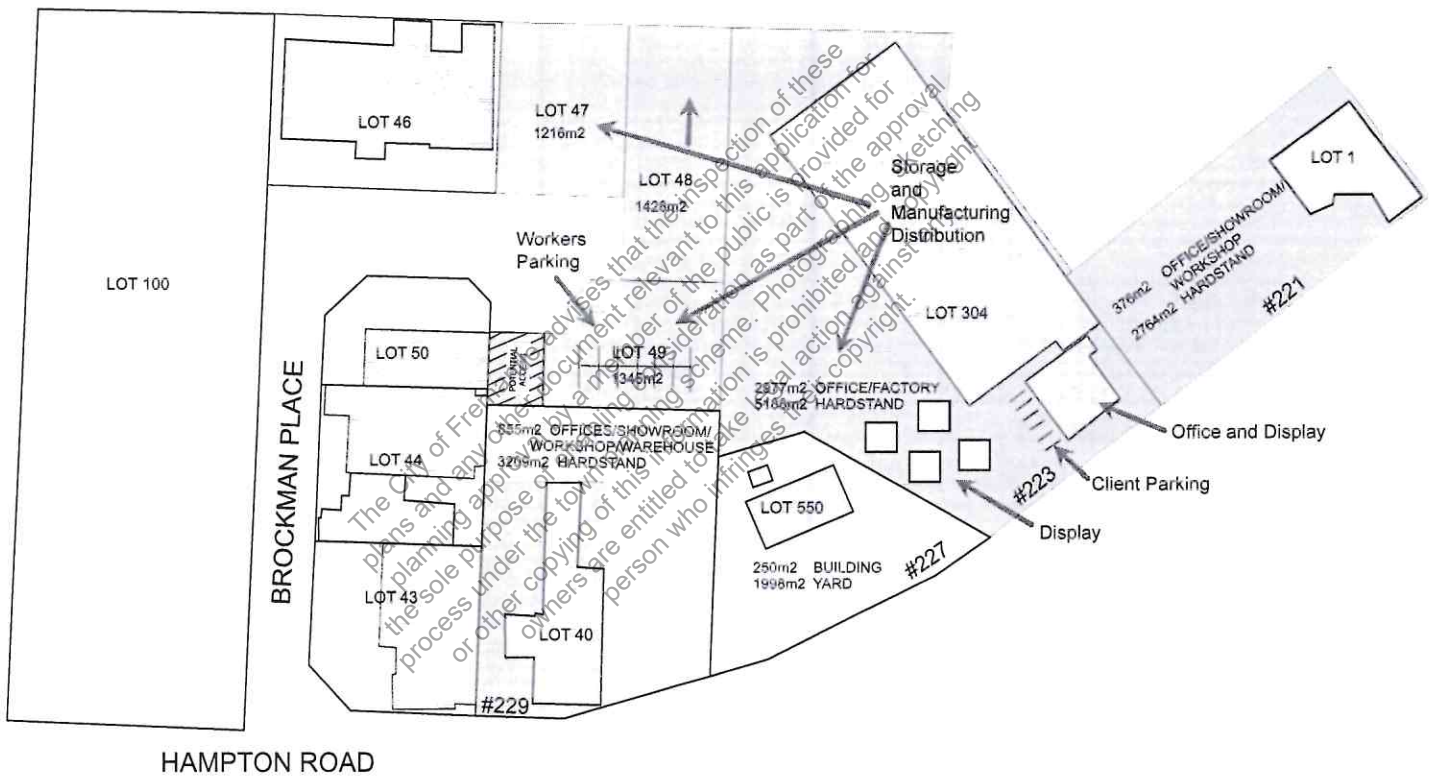 LOT 46
LOT 47
1216m2
LOT 48
1426m2
Storage
and
Manufacturing
Distribution
LOT 1
376m2 OFFICE/SHOWROOM/
WORKSHOP
2764m2 HARDSTAND
#221
Workers
Parking
LOT 100
LOT 304
LOT 50
POTENTIAL
ACCESS
LOT 49
1345m2
2977m2 OFFICE/FACTORY
5186m2 HARDSTAND
BROCKMAN PLACE
855m2 OFFICES/SHOWROOM/
WORKSHOP/WAREHOUSE
3209m2 HARDSTAND
LOT 44
Office and Display
Client Parking
#223
Display
LOT 550
250m2 BUILDING
1998m2 YARD
#227
LOT 43
LOT 40
#229
HAMPTON ROAD
The City of Fremantle advises that the inspection of these
plans and any other document relevant to this application for
planning approval by a member of the public is provided for
the sole purpose of enabling consideration as part of the approval
process under the town planning scheme. Photographing, sketching
or other copying of this information is prohibited and copyright
owners are entitled to take legal action against any
person who infringes their copyright.